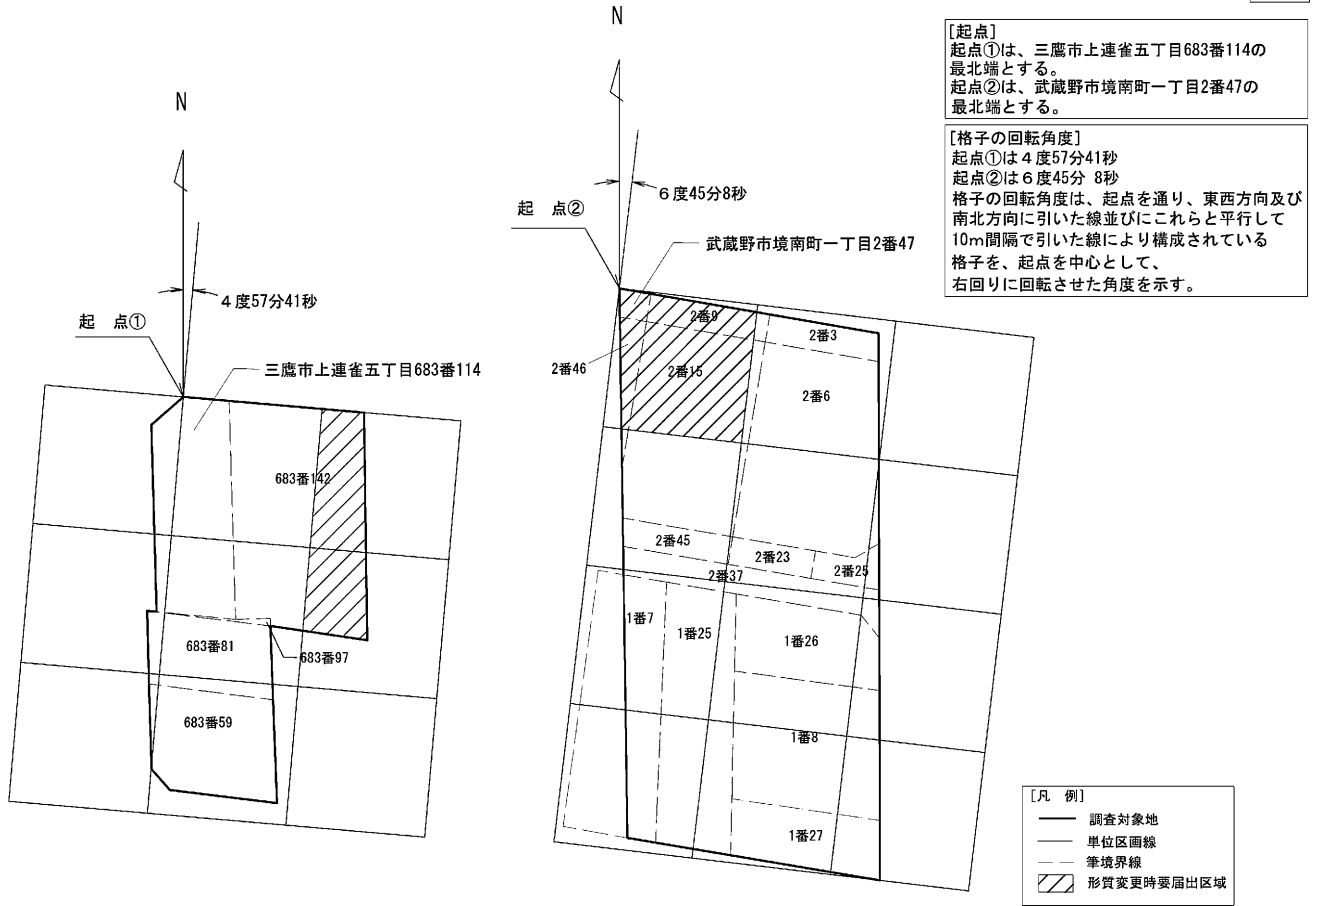 N
N
[起点]
起点①は、三鷹市上連雀五丁目683番114の
最北端とする。
起点②は、武蔵野市境南町一丁目2番47の
最北端とする。
[格子の回転角度]
起点①は4度57分41秒
起点②は6度45分 8秒
格子の回転角度は、起点を通り、東西方向及び
南北方向に引いた線並びにこれらと平行して
10m間隔で引いた線により構成されている
格子を、起点を中心として、
右回りに回転させた角度を示す。
4度57分41秒
起 点①
三鷹市上連雀五丁目683番114
683番142
683番81
683番97
683番59
6度45分8秒
起 点②
武蔵野市境南町一丁目2番47
2番9
2番3
2番46
2番15
2番6
2番45
2番23
2番37
2番25
1番7
1番25
1番26
1番8
1番27
[凡 例]
調査対象地
単位区画線
筆境界線
形質変更時要届出区域